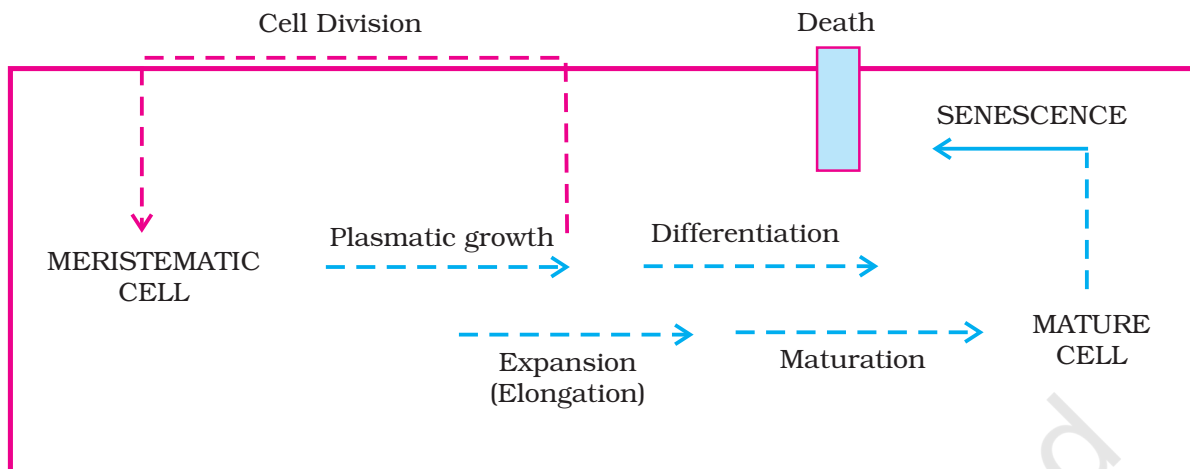 Cell Division
Death
SENESCENCE
Plasmatic growth
Differentiation
MERISTEMATIC
CELL
Expansion
(Elongation)
Maturation
MATURE
CELL